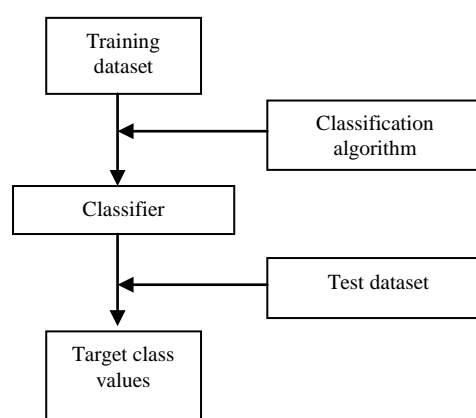 Training
dataset
Classification
algorithm
Classifier
Test dataset
Target class
values